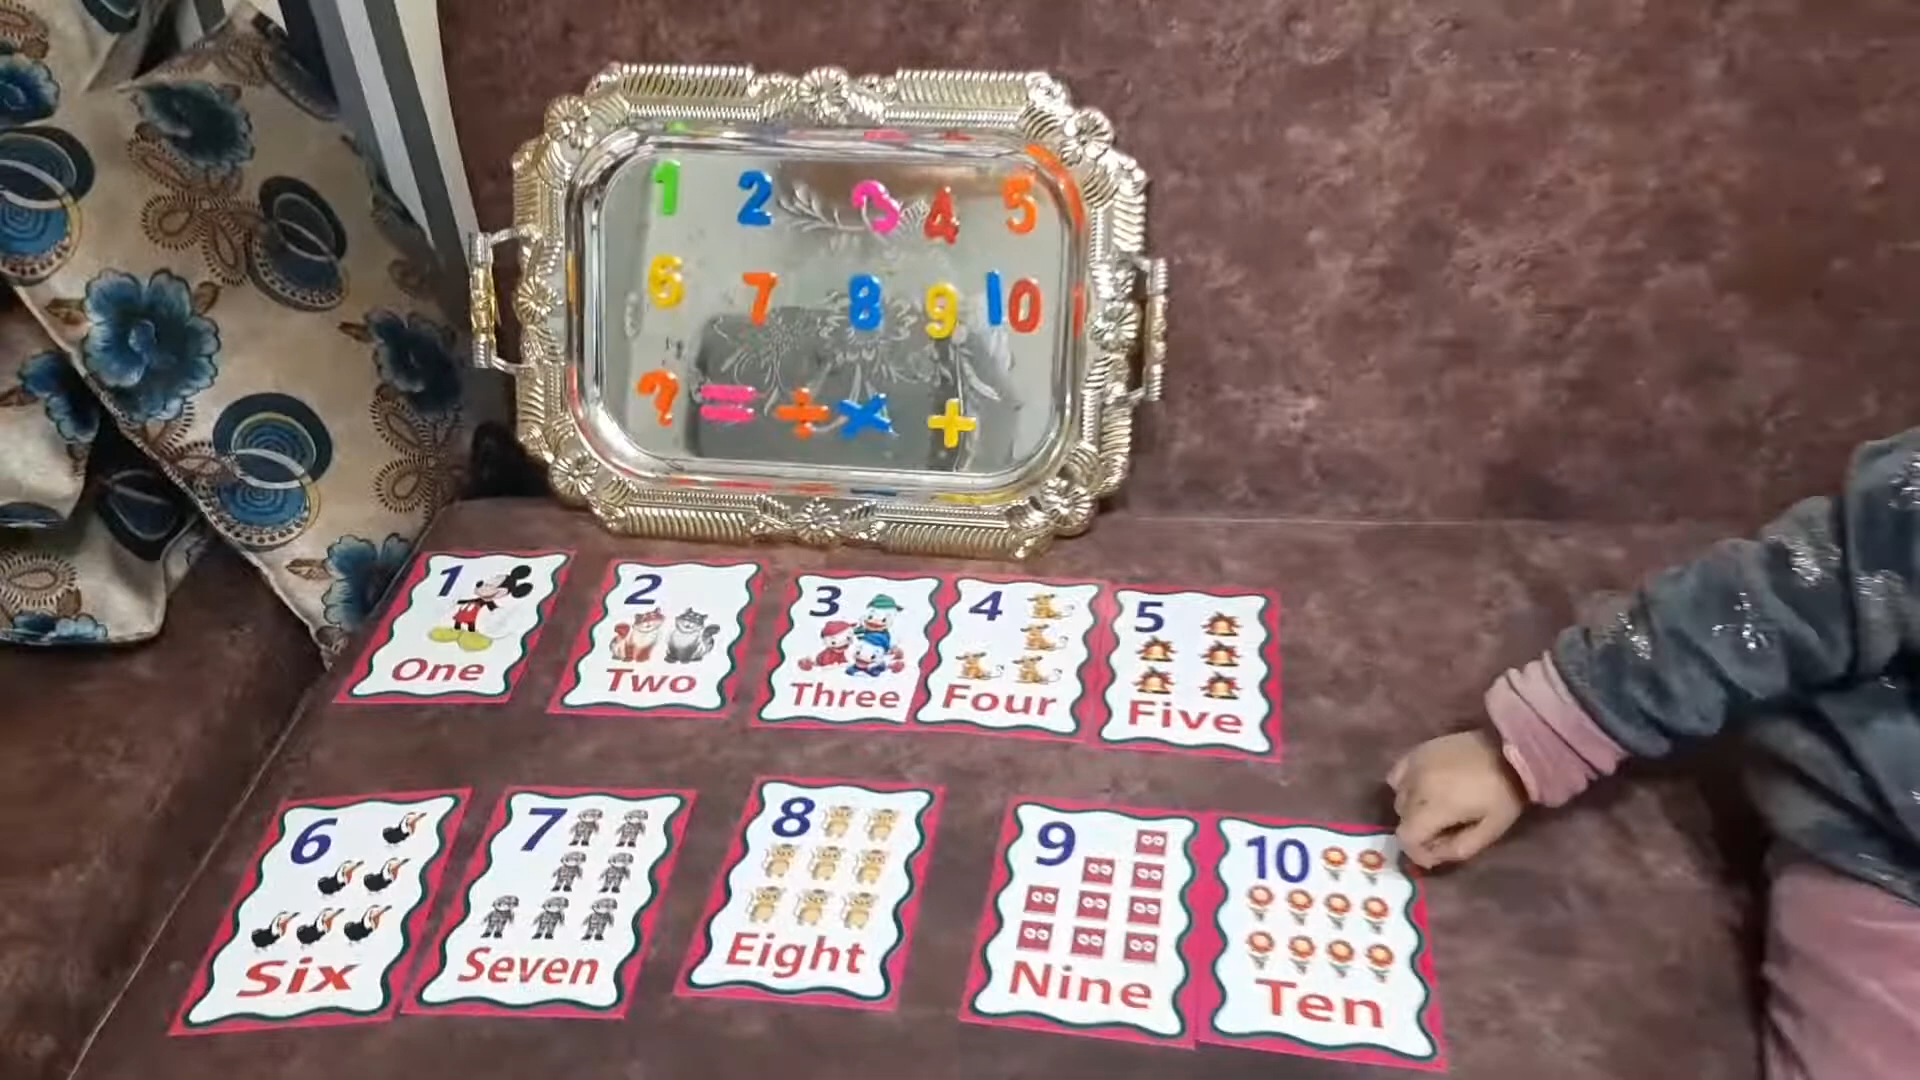 1 2 3 4 5
6 7 8 9 10
? = ÷ × +
1 One
2 Two
3 Three
4 Four
5 Five
6 Six
7 Seven
8 Eight
9 Nine
10 Ten